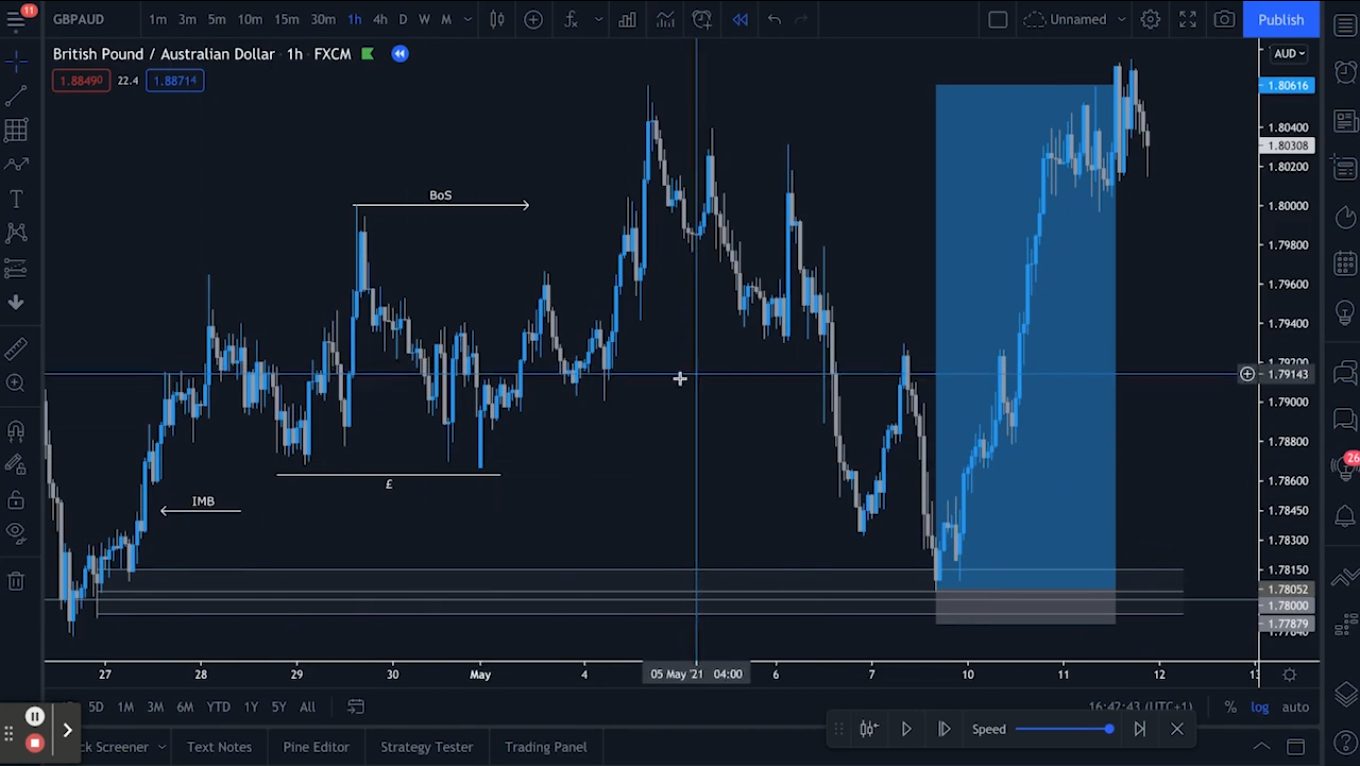 11
GBPAUD 1m 3m 5m 10m 15m 30m 1h 4h D W M Unnamed Publish
British Pound / Australian Dollar 1h FXCM
AUD
1.88490 22.4 1.88714
1.80616
1.80400
1.80308
1.80200
BoS
1.80000
1.79800
1.79600
1.79400
1.79200
1.79143
1.79000
1.78800
26
£
1.78600
IMB
1.78450
1.78300
1.78150
1.78052
1.78000
1.77879
27 28 29 30 May 4 05 May '21 04:00 6 7 10 11 12
5D 1M 3M 6M YTD 1Y 5Y All 16:42:43 (UTC+1) % log auto
Speed
Screener Text Notes Pine Editor Strategy Tester Trading Panel